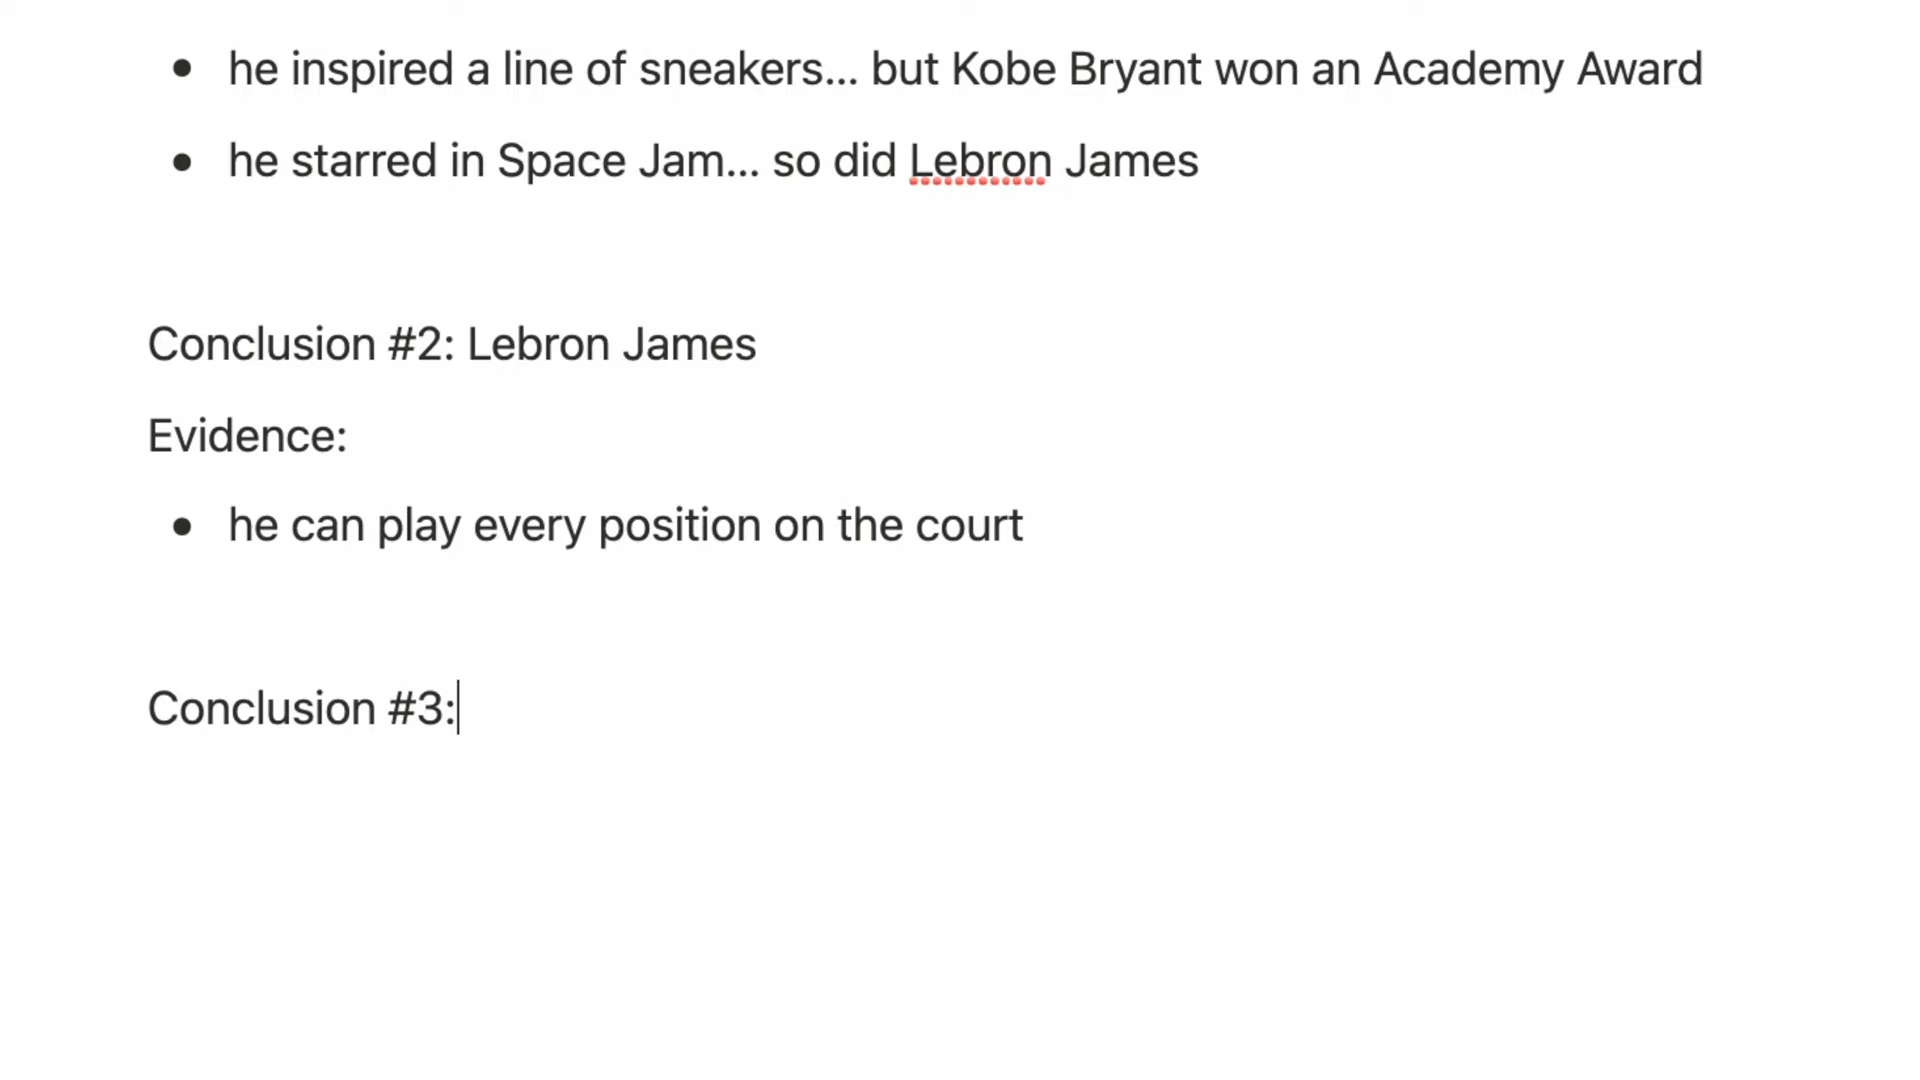 • he inspired a line of sneakers... but Kobe Bryant won an Academy Award
• he starred in Space Jam... so did Lebron James
Conclusion #2: Lebron James
Evidence:
• he can play every position on the court
Conclusion #3: